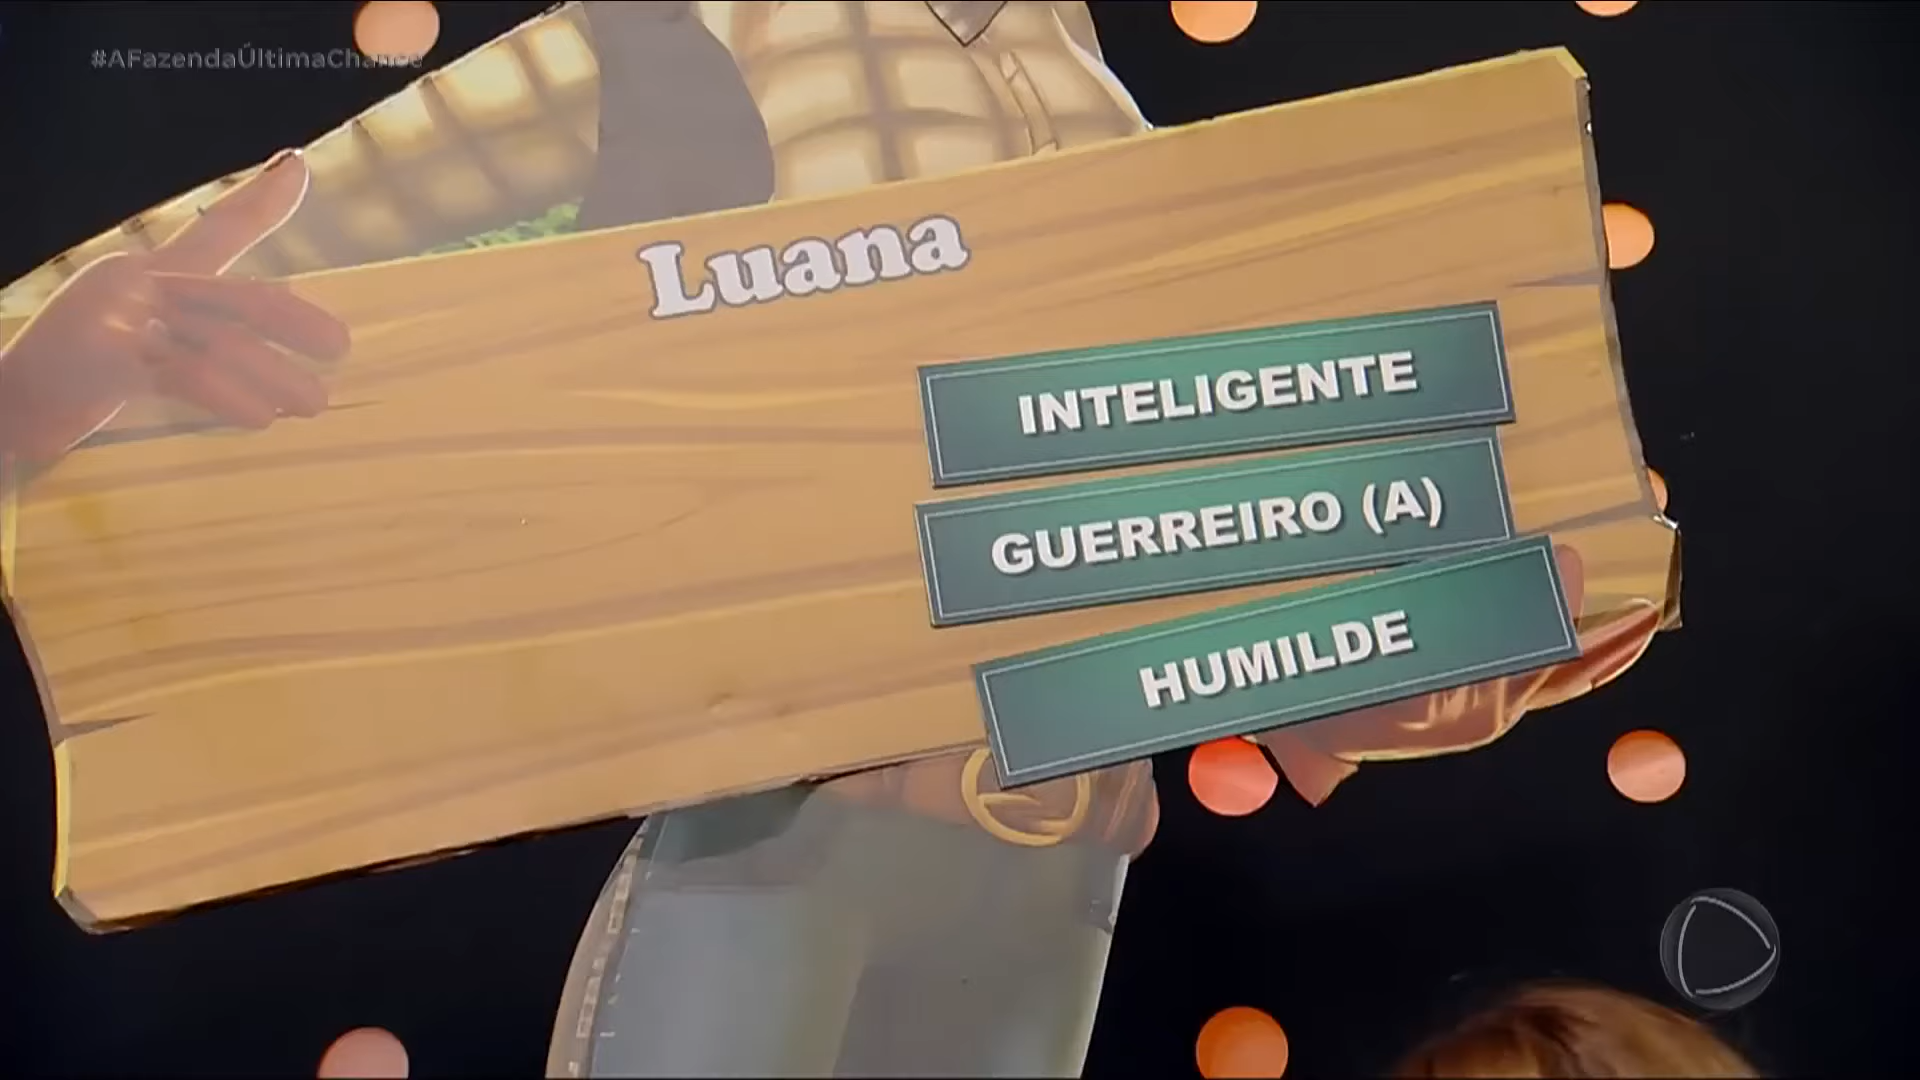 #AFazendaÚltimaChance
Luana
INTELIGENTE
GUERREIRO (A)
HUMILDE